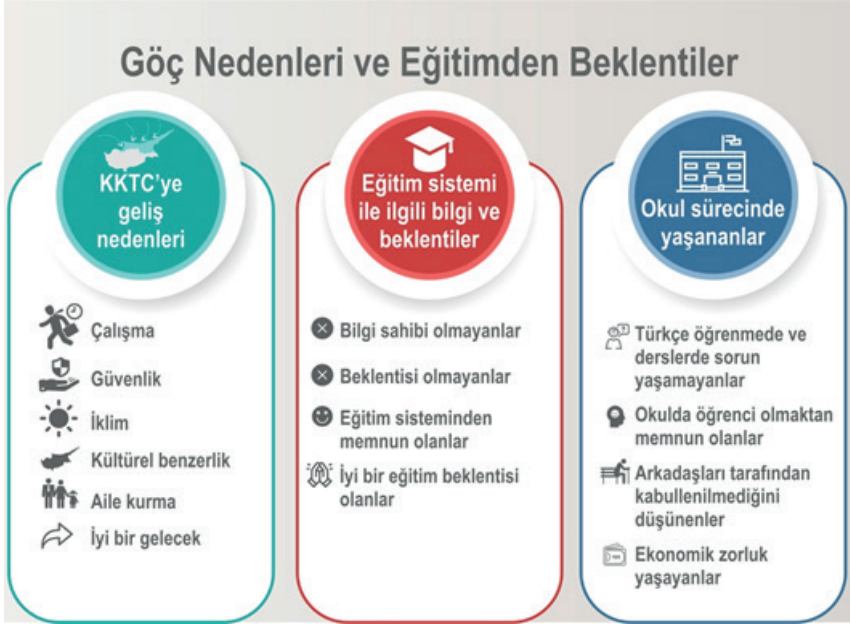 Göç Nedenleri ve Eğitimden Beklentiler
KKTC'ye
geliş
nedenleri
Çalışma
Güvenlik
İklim
Kültürel benzerlik
Aile kurma
İyi bir gelecek
Eğitim sistemi
ile ilgili bilgi ve
beklentiler
Bilgi sahibi olmayanlar
Beklentisi olmayanlar
Eğitim sisteminden
memnun olanlar
İyi bir eğitim beklentisi
olanlar
Okul sürecinde
yaşananlar
Türkçe öğrenmede ve
derslerde sorun
yaşamayanlar
Okulda öğrenci olmaktan
memnun olanlar
Arkadaşları tarafından
kabullenilmediğini
düşünenler
Ekonomik zorluk
yaşayanlar